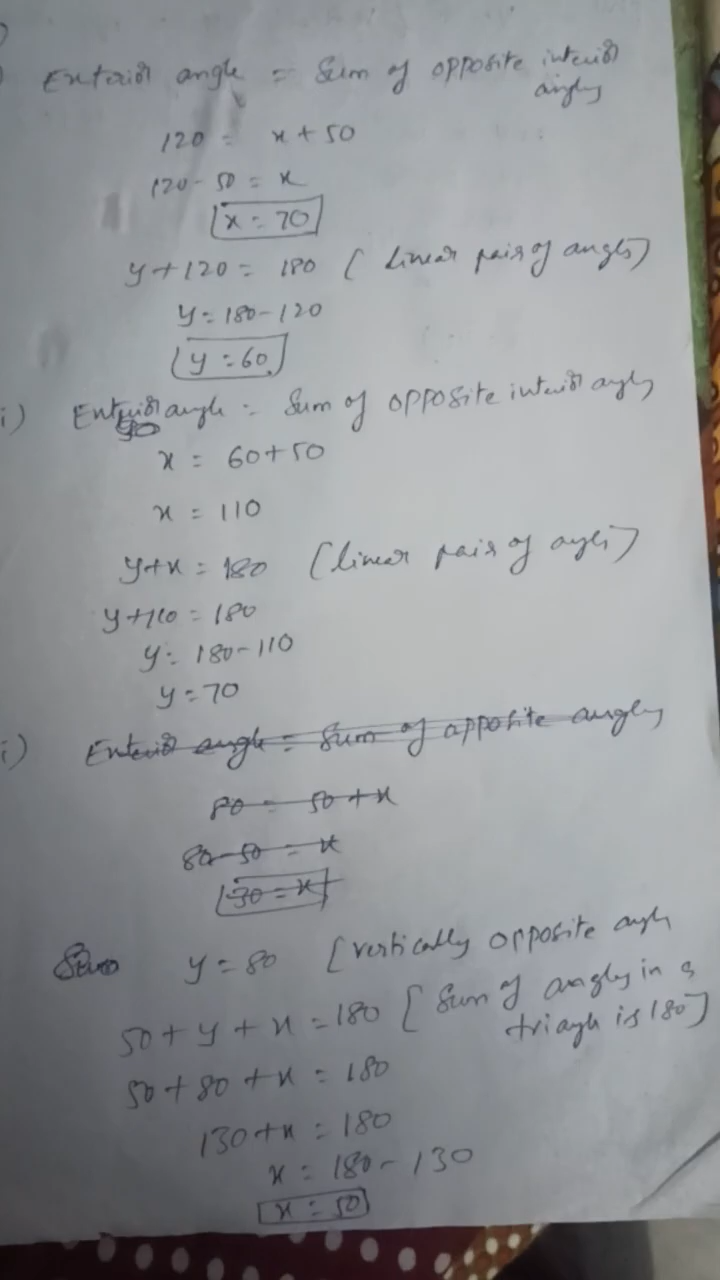 Exterior angle = Sum of opposite interior angles
120 = x + 50
120 - 50 = x
x = 70
y + 120 = 180 ( linear pair of angles)
y = 180 - 120
y = 60
i) Exterior angle = Sum of opposite interior angles
x = 60 + 50
x = 110
y + x = 180 (linear pair of angles)
y + 110 = 180
y = 180 - 110
y = 70
i) Exterior angle = Sum of opposite angles
80 = 50 + x
80 - 50 = x
30 = x
y = 80 [vertically opposite angle
50 + y + x = 180 [Sum of angles in a triangle is 180]
50 + 80 + x = 180
130 + x = 180
x = 180 - 130
x = 50